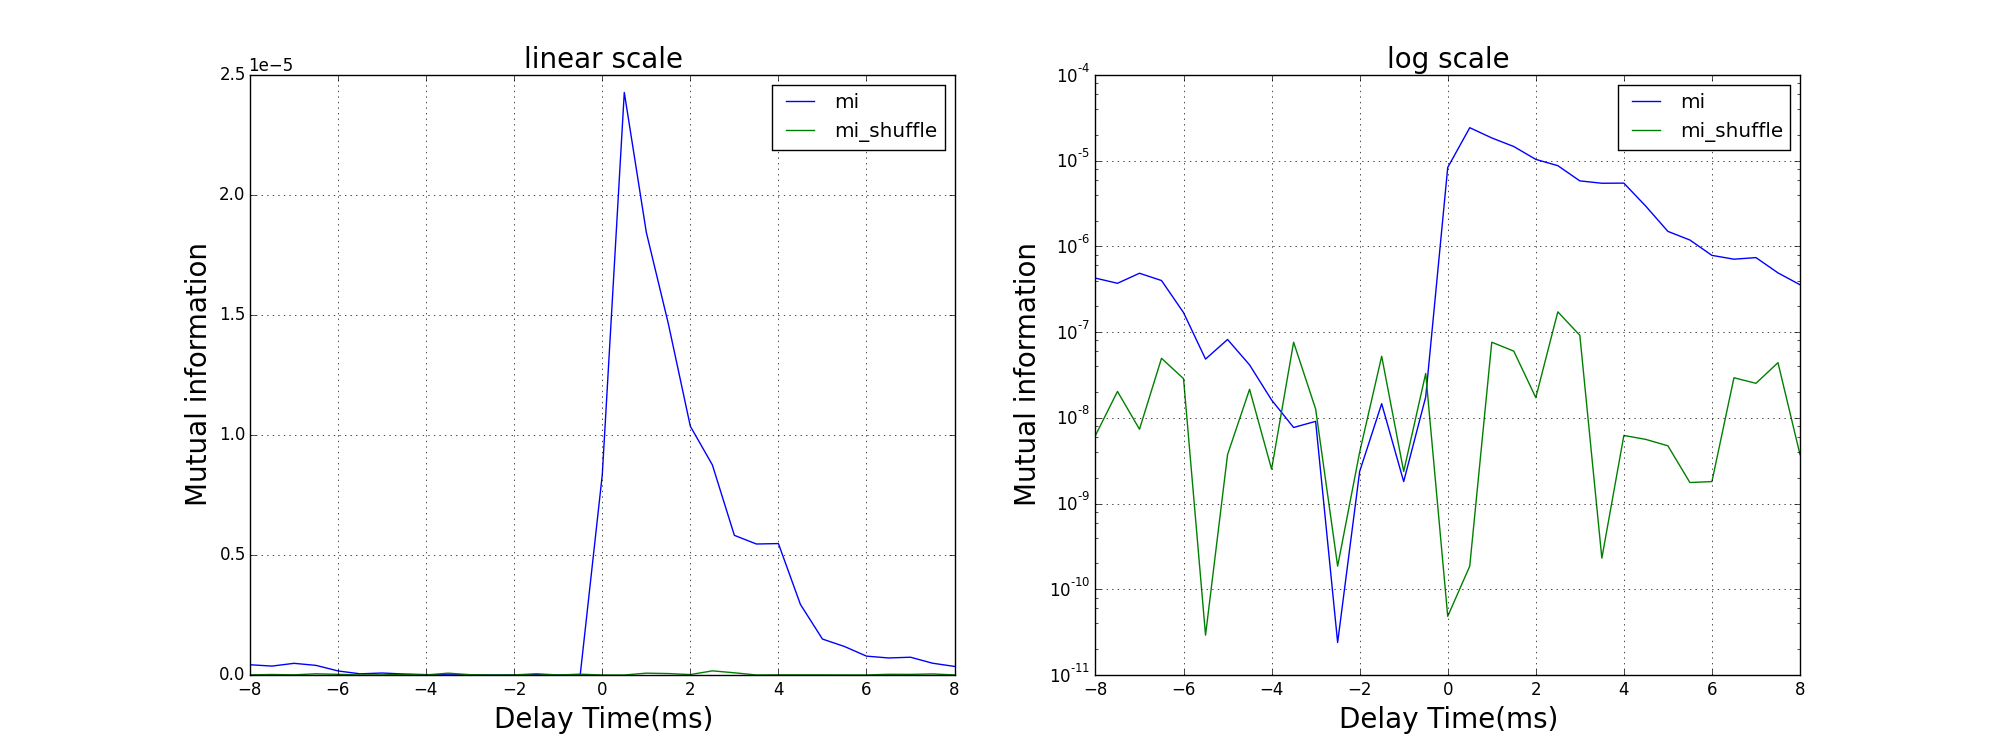 linear scale
1e−5
2.5
2.0
1.5
1.0
0.5
0.0
−8 −6 −4 −2 0 2 4 6 8
Mutual information
Delay Time(ms)
mi
mi_shuffle
log scale
10^-4
10^-5
10^-6
10^-7
10^-8
10^-9
10^-10
10^-11
−8 −6 −4 −2 0 2 4 6 8
Mutual information
Delay Time(ms)
mi
mi_shuffle